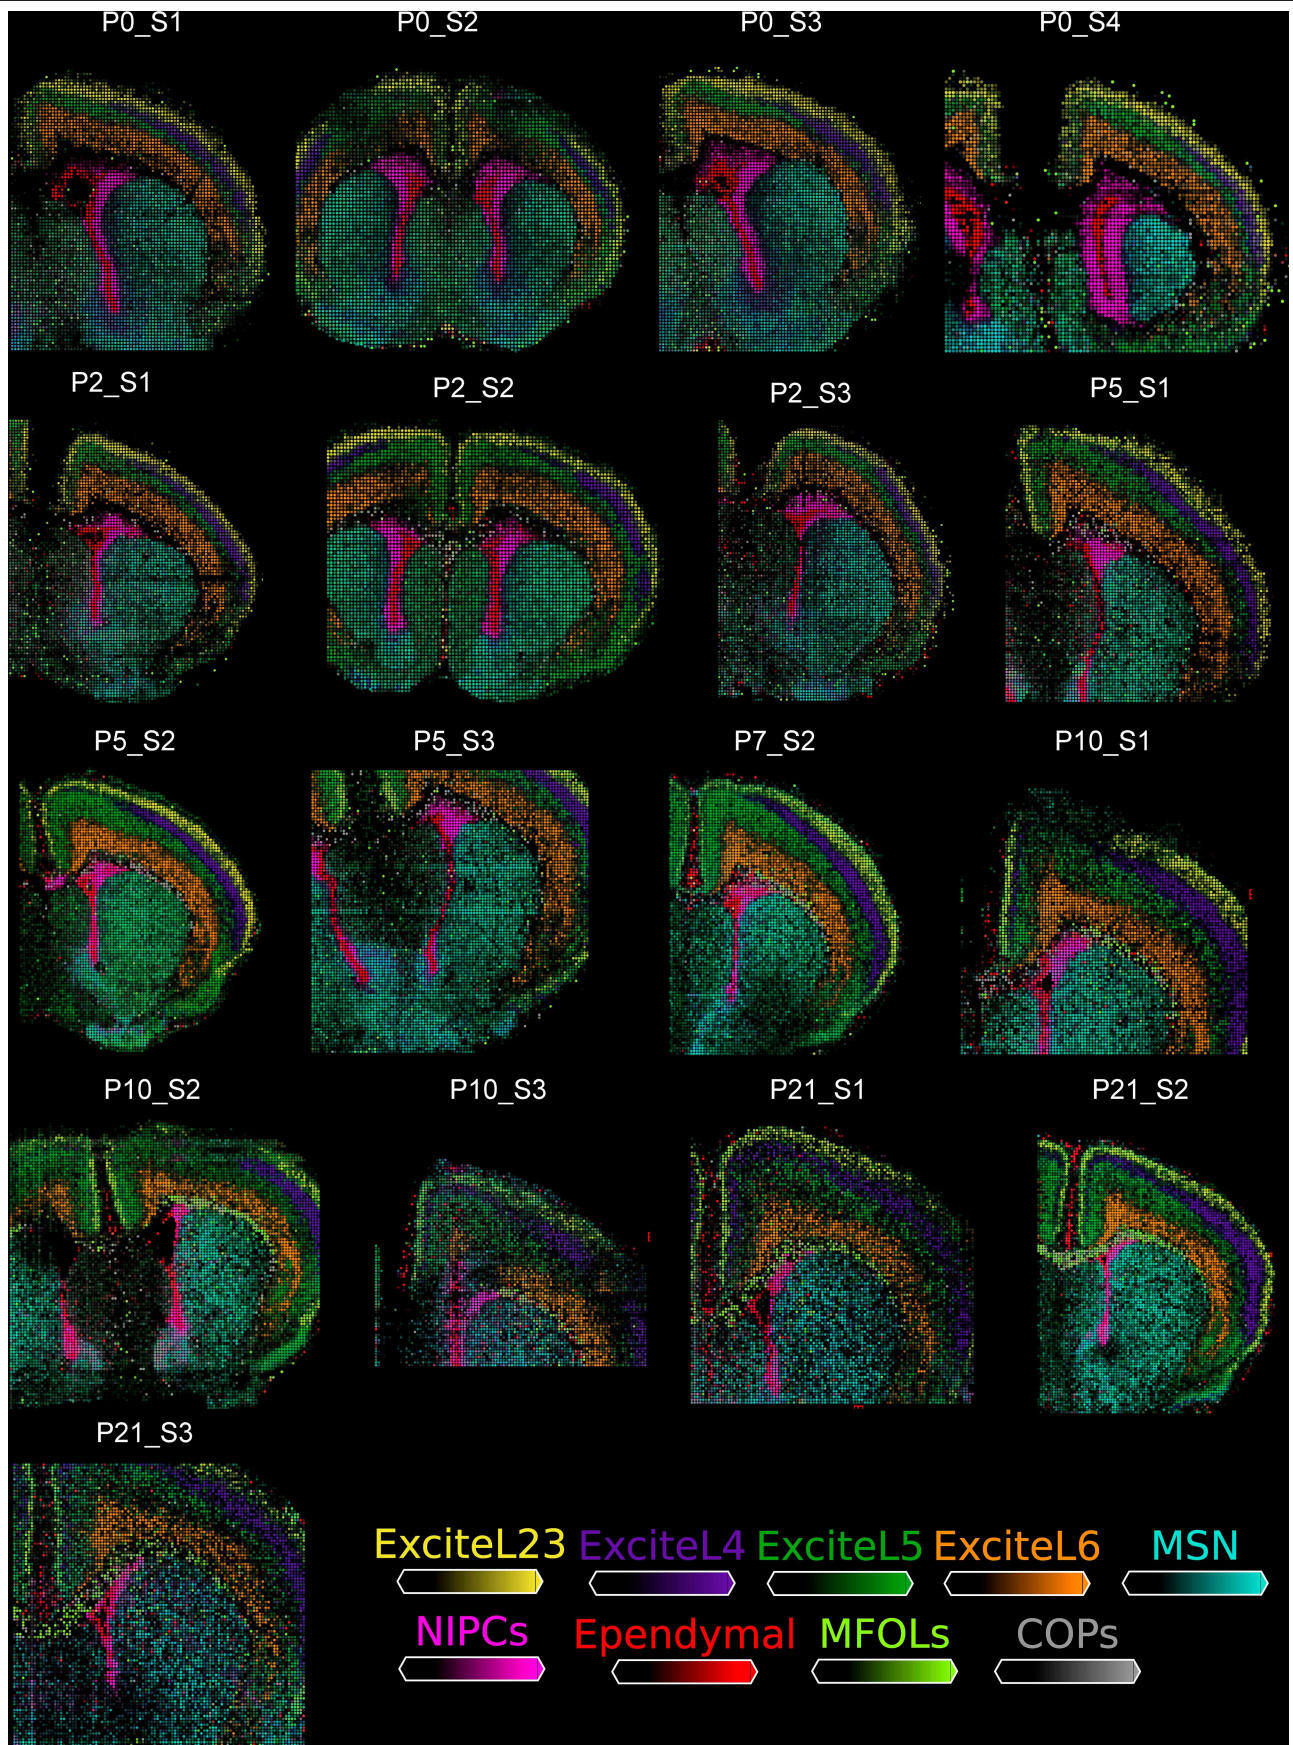 P0_S1 P0_S2 P0_S3 P0_S4
P2_S1 P2_S2 P2_S3 P5_S1
P5_S2 P5_S3 P7_S2 P10_S1
P10_S2 P10_S3 P21_S1 P21_S2
P21_S3
ExciteL23 ExciteL4 ExciteL5 ExciteL6 MSN
NIPCs Ependymal MFOLs COPs